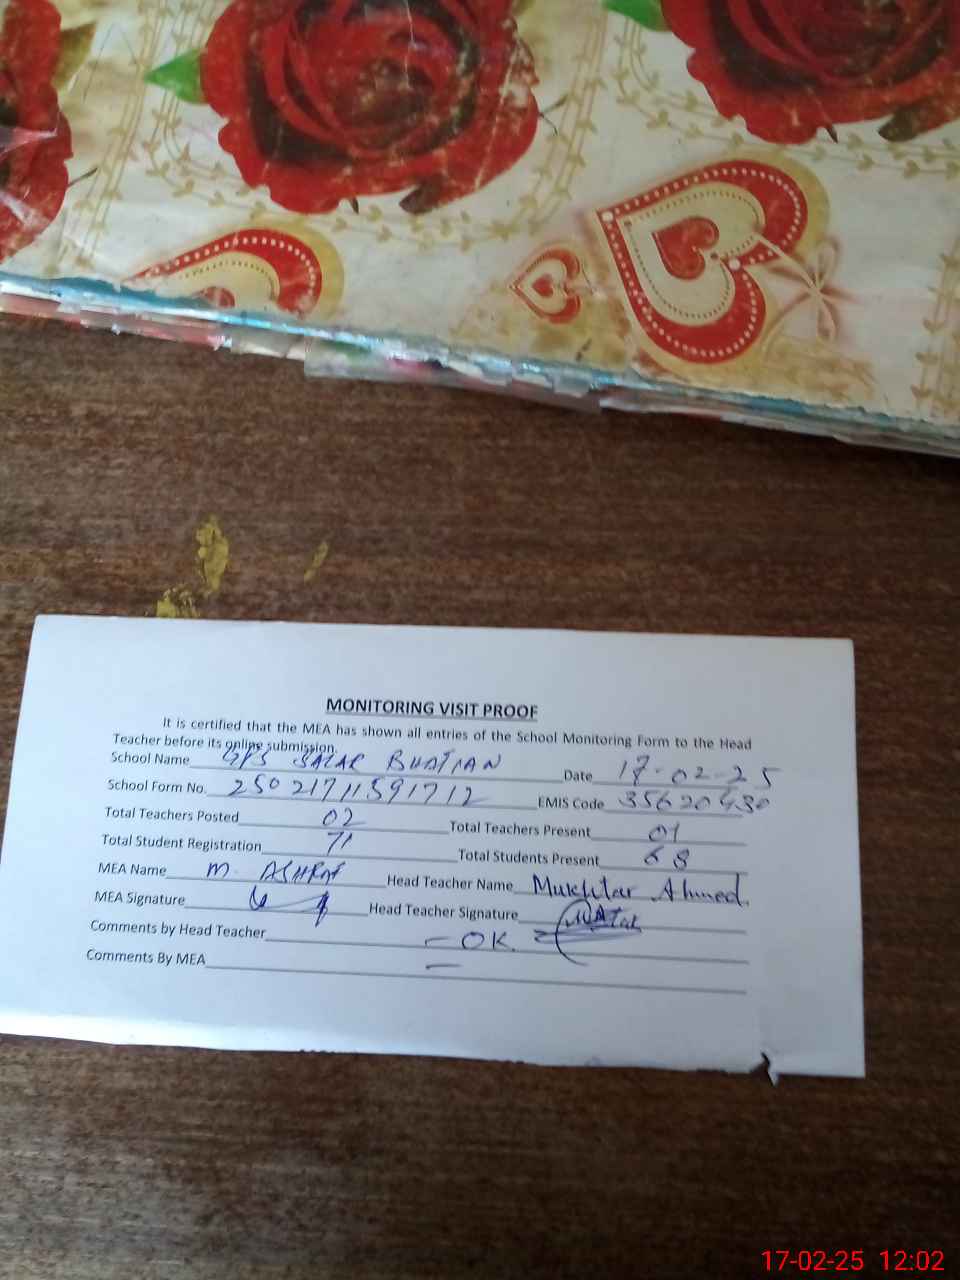 MONITORING VISIT PROOF
It is certified that the MEA has shown all entries of the School Monitoring Form to the Head
Teacher before its online submission.
School Name GPS SATAR BHATIAN Date 17-02-25
School Form No. 25021711591712 EMIS Code 35620430
Total Teachers Posted 02 Total Teachers Present 01
Total Student Registration 71 Total Students Present 68
MEA Name M. ASHRAF Head Teacher Name Mukhtar Ahmed
MEA Signature Head Teacher Signature
Comments by Head Teacher - OK =
Comments By MEA -
17-02-25 12:02